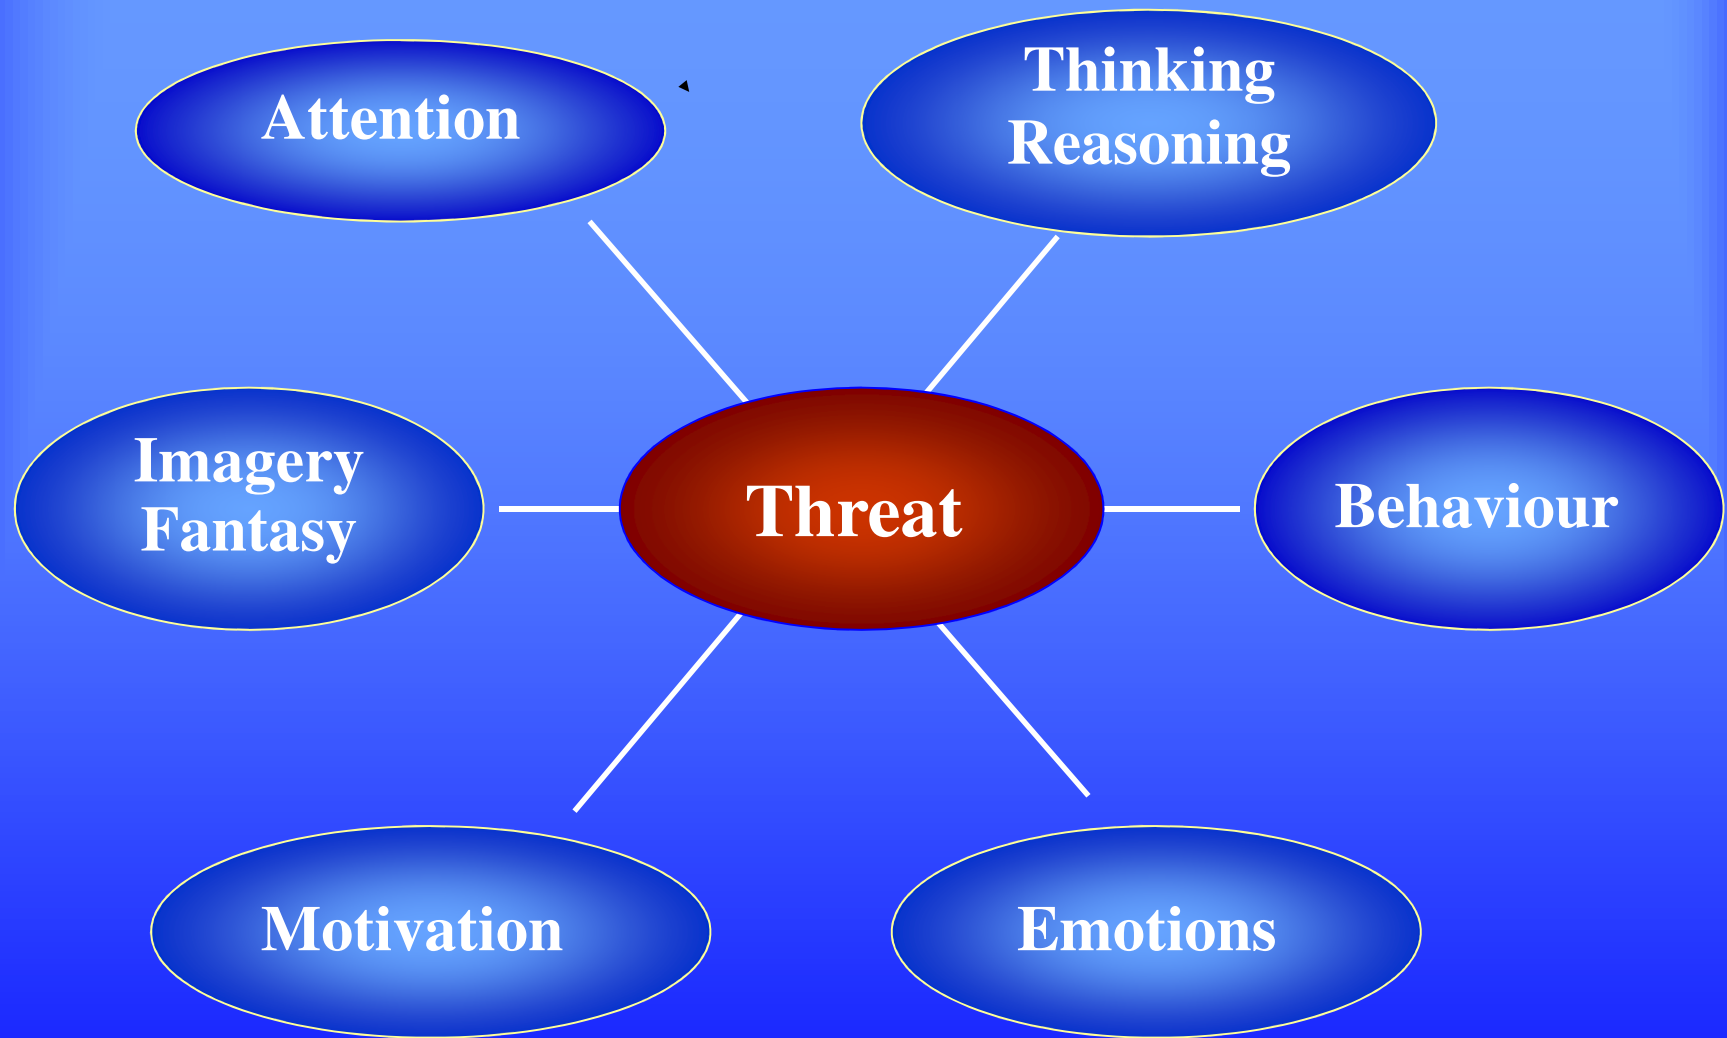 Attention
Thinking
Reasoning
Imagery
Fantasy
Threat
Behaviour
Motivation
Emotions